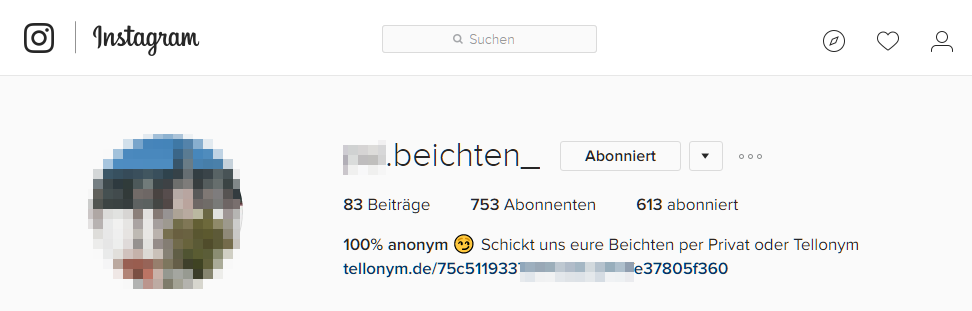 Instagram
Suchen
.beichten_ Abonniert
83 Beiträge 753 Abonnenten 613 abonniert
100% anonym 😏 Schickt uns eure Beichten per Privat oder Tellonym
tellonym.de/75c511933 e37805f360